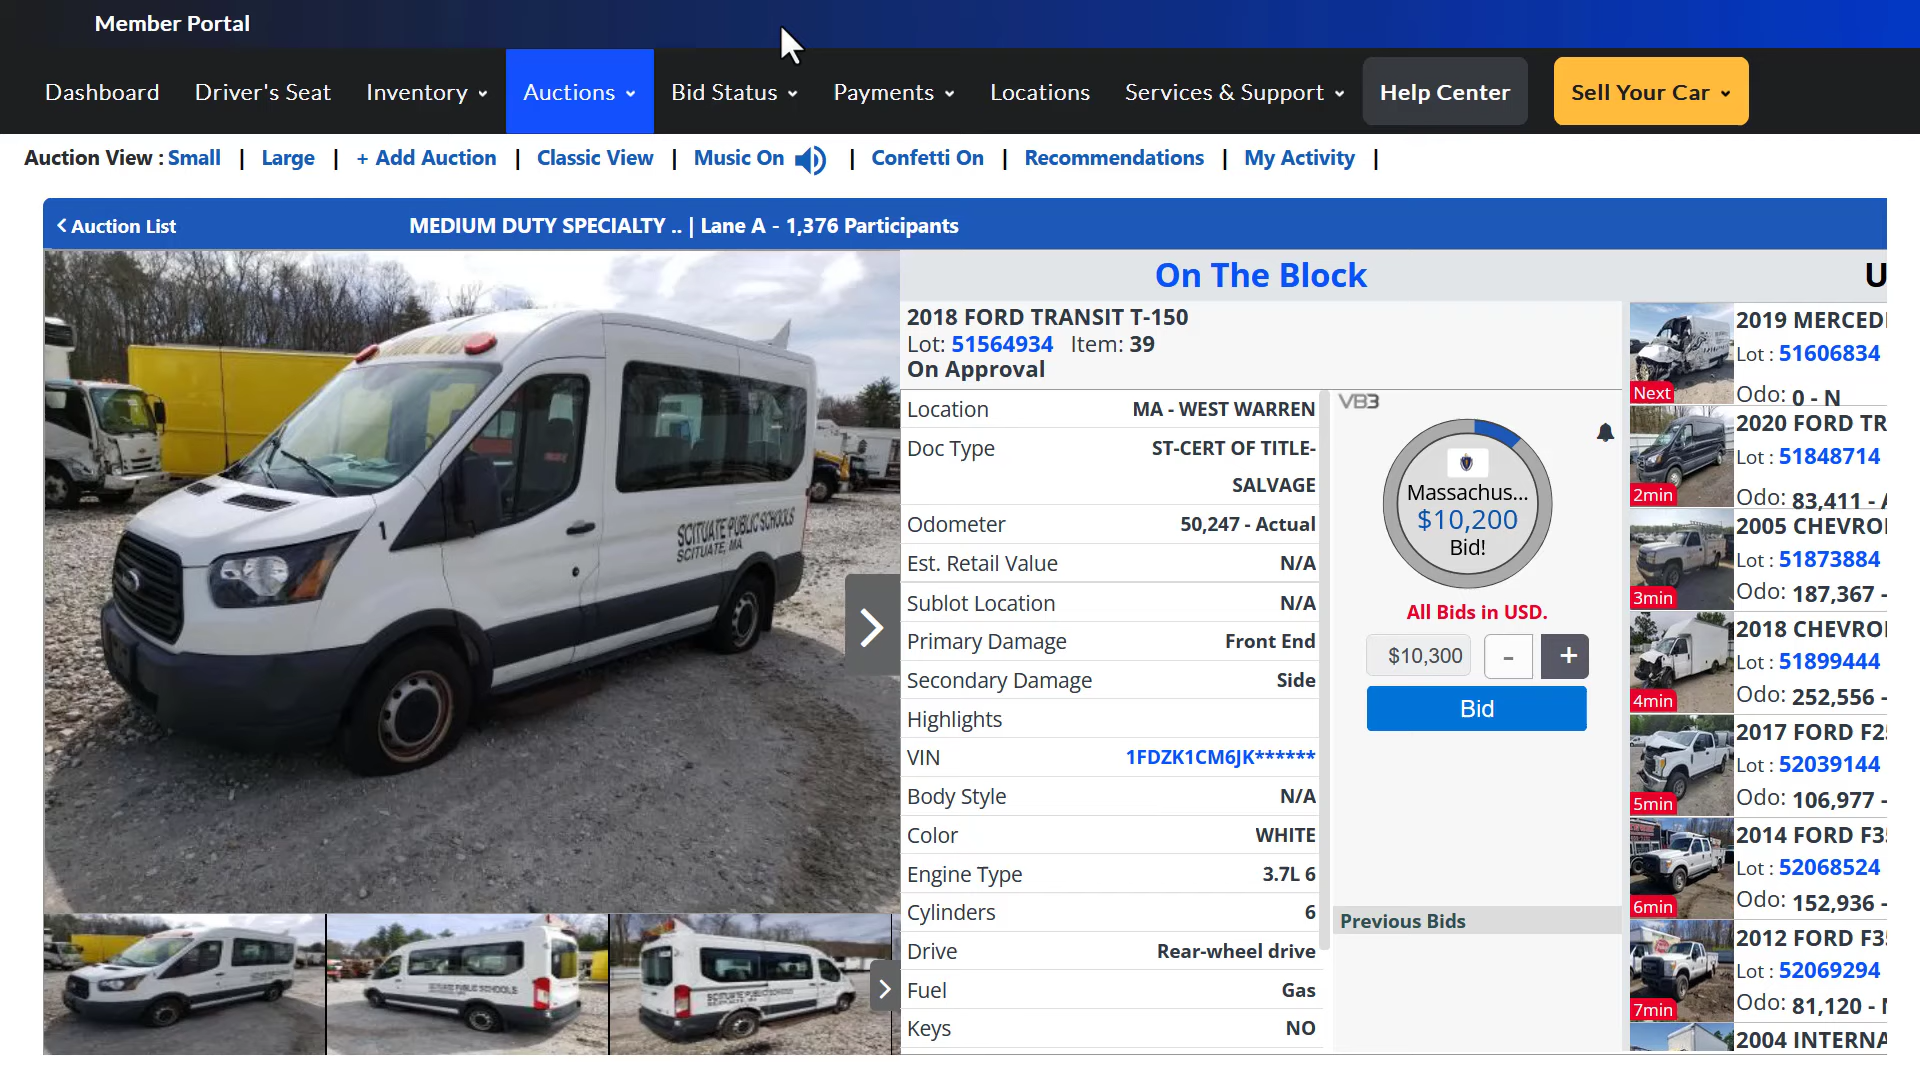 Member Portal
Dashboard Driver's Seat Inventory Auctions Bid Status Payments Locations Services & Support Help Center Sell Your Car
Auction View : Small | Large | + Add Auction | Classic View | Music On | Confetti On | Recommendations | My Activity |
Auction List MEDIUM DUTY SPECIALTY .. | Lane A - 1,376 Participants
On The Block
U
2018 FORD TRANSIT T-150
Lot: 51564934 Item: 39
On Approval
Location MA - WEST WARREN
Doc Type ST-CERT OF TITLE-
SALVAGE
Odometer 50,247 - Actual
Est. Retail Value N/A
Sublot Location N/A
Primary Damage Front End
Secondary Damage Side
Highlights
VIN 1FDZK1CM6JK******
Body Style N/A
Color WHITE
Engine Type 3.7L 6
Cylinders 6
Drive Rear-wheel drive
Fuel Gas
Keys NO
VB3
Massachus...
$10,200
Bid!
All Bids in USD.
$10,300 - +
Bid
Previous Bids
2019 MERCED
Lot : 51606834
Odo: 0 - N
Next
2020 FORD TR
Lot : 51848714
Odo: 83,411 - A
2min
2005 CHEVRO
Lot : 51873884
Odo: 187,367 -
3min
2018 CHEVRO
Lot : 51899444
Odo: 252,556 -
4min
2017 FORD F2
Lot : 52039144
Odo: 106,977 -
5min
2014 FORD F3
Lot : 52068524
Odo: 152,936 -
6min
2012 FORD F3
Lot : 52069294
Odo: 81,120 - 
7min
2004 INTERNA
1
SCITUATE PUBLIC SCHOOLS
SCITUATE, MA
SCITUATE PUBLIC SCHOOLS
SCITUATE PUBLIC SCHOOLS